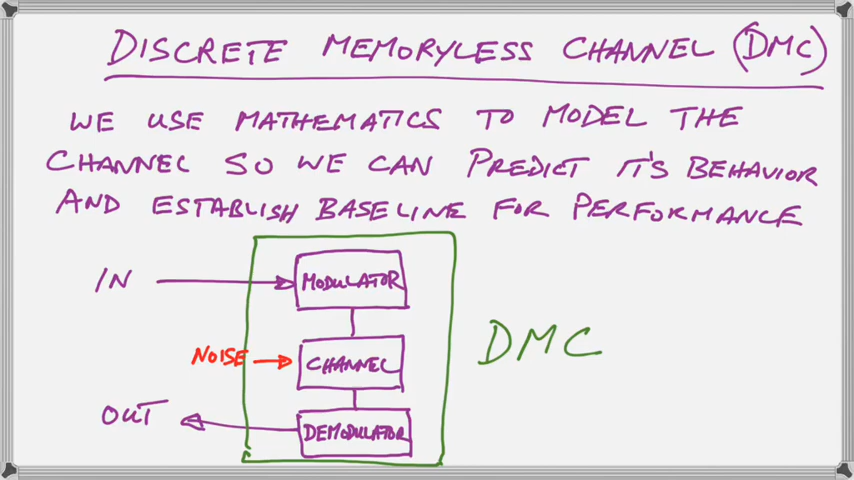 DISCRETE MEMORYLESS CHANNEL (DMC)
WE USE MATHEMATICS TO MODEL THE
CHANNEL SO WE CAN PREDICT IT'S BEHAVIOR
AND ESTABLISH BASELINE FOR PERFORMANCE
IN
MODULATOR
NOISE
CHANNEL
DMC
OUT
DEMODULATOR